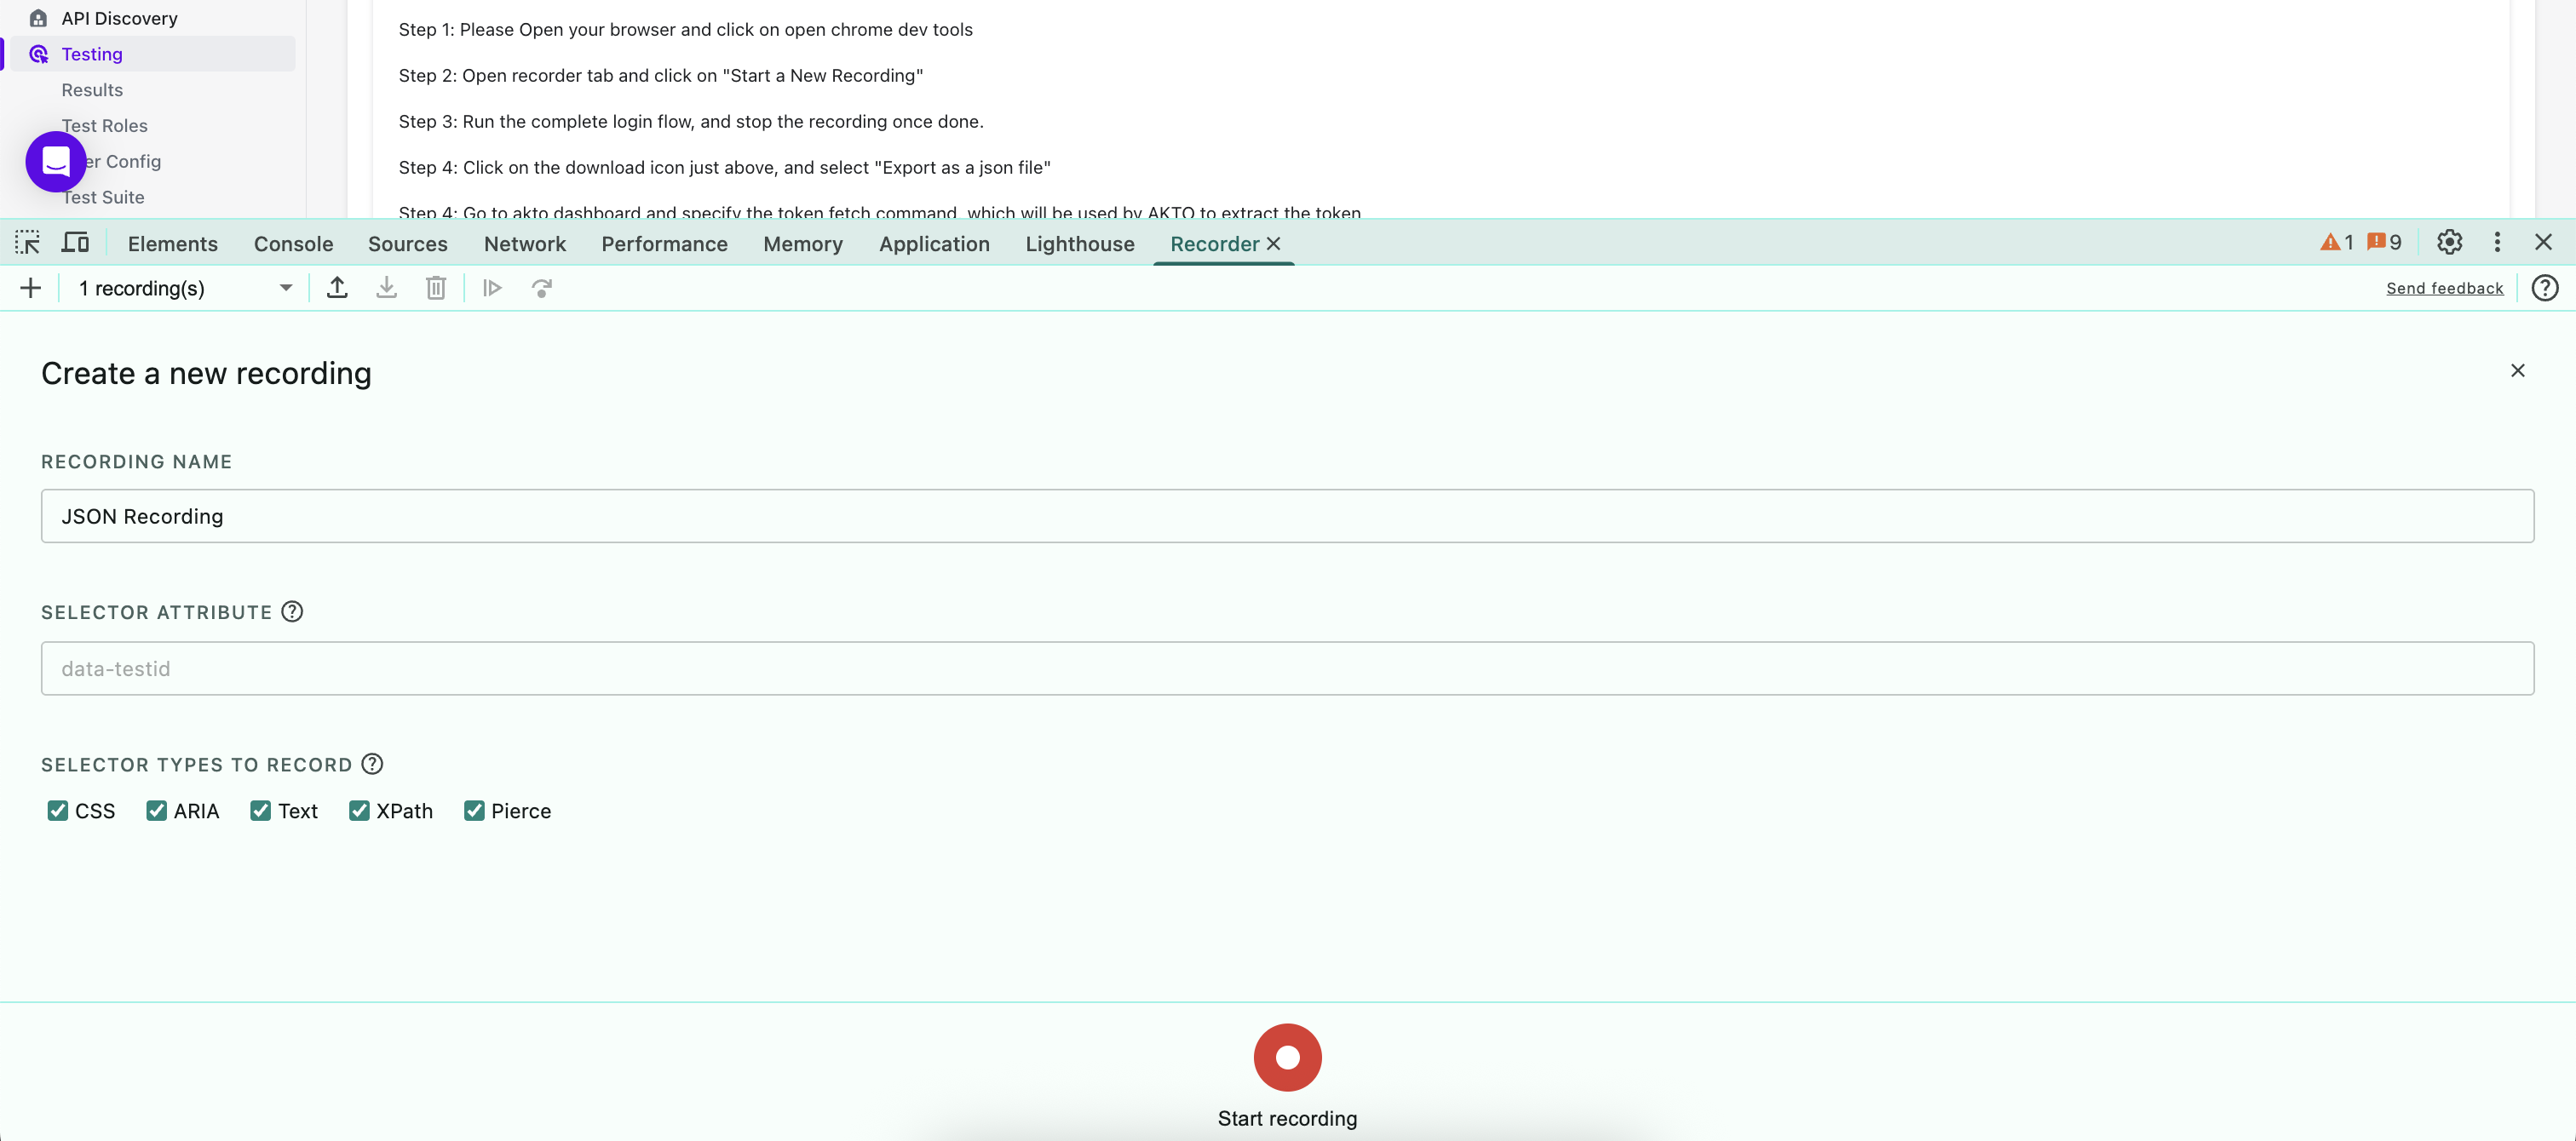 API Discovery
Testing
Results
Test Roles
er Config
Test Suite
Step 1: Please Open your browser and click on open chrome dev tools
Step 2: Open recorder tab and click on "Start a New Recording"
Step 3: Run the complete login flow, and stop the recording once done.
Step 4: Click on the download icon just above, and select "Export as a json file"
Step 4: Go to akto dashboard and specify the token fetch command, which will be used by AKTO to extract the token
Elements Console Sources Network Performance Memory Application Lighthouse Recorder 1 9
1 recording(s) Send feedback
Create a new recording
RECORDING NAME
JSON Recording
SELECTOR ATTRIBUTE
data-testid
SELECTOR TYPES TO RECORD
CSS ARIA Text XPath Pierce
Start recording